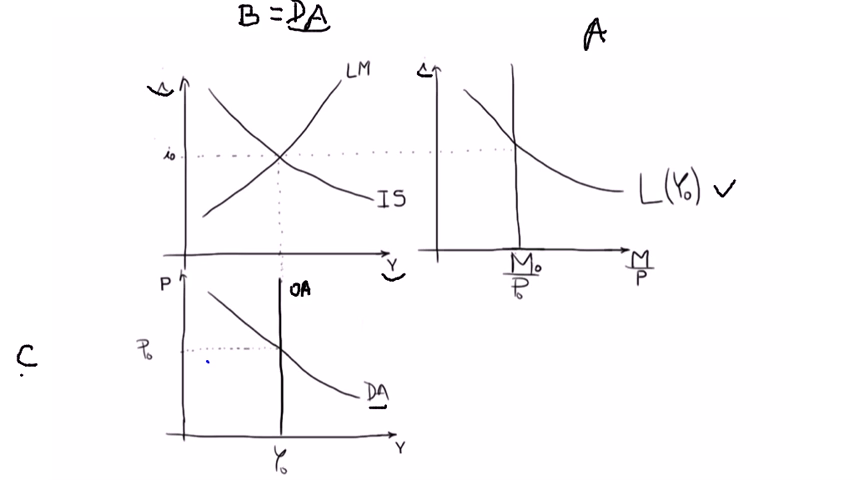 B = DA
A
i
LM
i₀
IS
Y
i
L(Y₀)
M₀/P₀
M/P
C
P
OA
P₀
DA
Y₀
Y